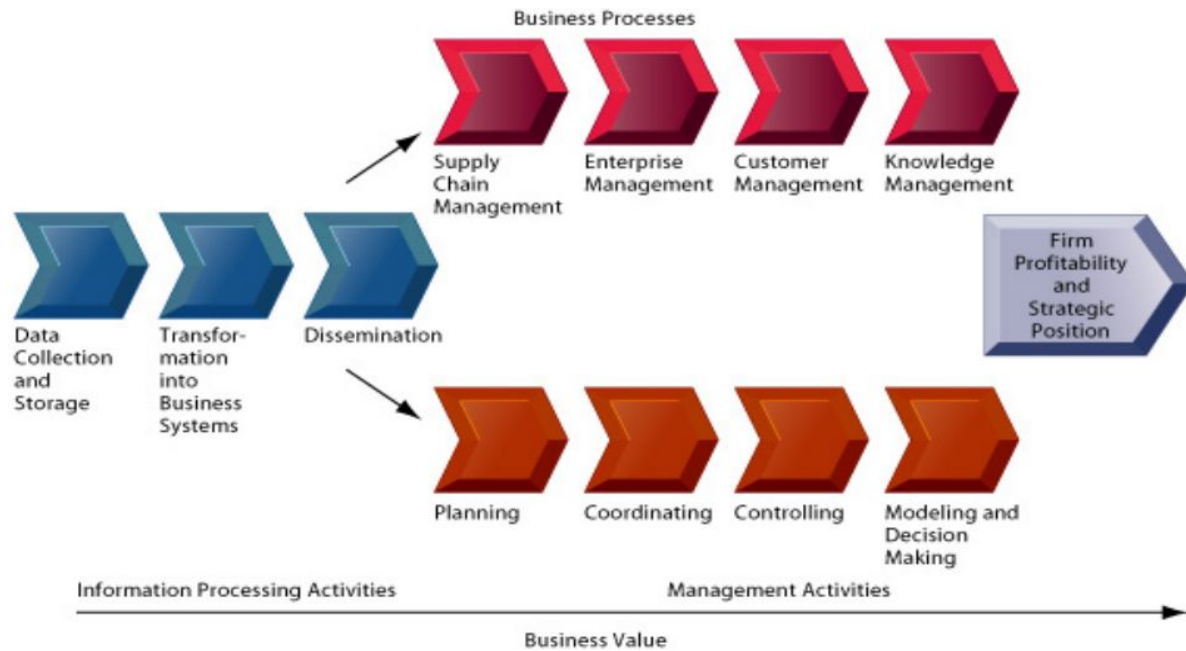 Business Processes
Supply
Chain
Management
Enterprise
Management
Customer
Management
Knowledge
Management
Data
Collection
and
Storage
Transfor-
mation
into
Business
Systems
Dissemination
Firm
Profitability
and
Strategic
Position
Planning
Coordinating
Controlling
Modeling and
Decision
Making
Information Processing Activities
Management Activities
Business Value